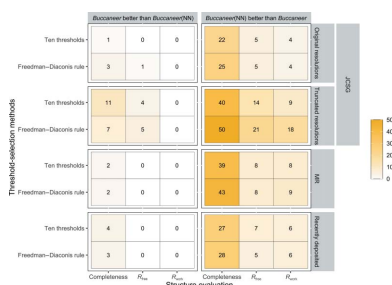 Buccaneer better than Buccaneer(NN) Buccaneer(NN) better than Buccaneer
Threshold-selection methods
Ten thresholds 1 0 0 22 5 4
Freedman–Diaconis rule 3 1 0 25 5 4
Original resolutions
Ten thresholds 11 4 0 40 14 9
Freedman–Diaconis rule 7 5 0 50 21 18
Truncated resolutions
JCSG
Ten thresholds 2 0 0 39 8 8
Freedman–Diaconis rule 2 0 0 43 8 9
MR
Ten thresholds 4 0 0 27 7 6
Freedman–Diaconis rule 3 0 0 28 5 6
Recently deposited
Completeness Rfree Rwork Completeness Rfree Rwork
Structure evaluation
50
40
30
20
10
0